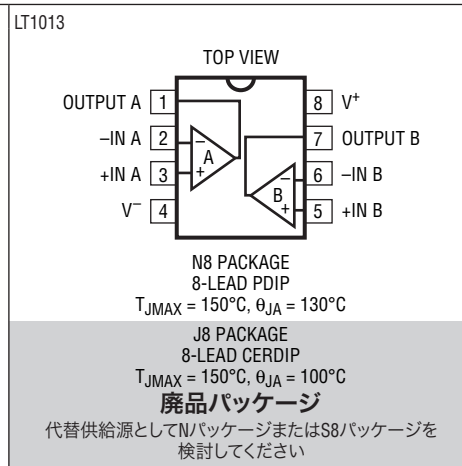 LT1013
TOP VIEW
OUTPUT A 1
–IN A 2
+IN A 3
V– 4
8 V+
7 OUTPUT B
6 –IN B
5 +IN B
– A +
– B +
N8 PACKAGE
8-LEAD PDIP
TJMAX = 150°C, θJA = 130°C
J8 PACKAGE
8-LEAD CERDIP
TJMAX = 150°C, θJA = 100°C
廃品パッケージ
代替供給源としてNパッケージまたはS8パッケージを
検討してください